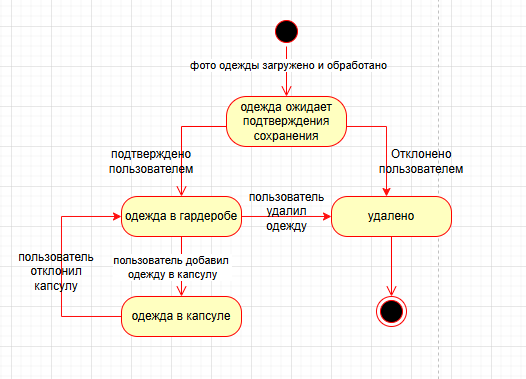 фото одежды загружено и обработано
одежда ожидает
подтверждения
сохранения
подтверждено
пользователем
Отклонено
пользователем
одежда в гардеробе
пользователь
удалил
одежду
удалено
пользователь
отклонил
капсулу
пользователь добавил
одежду в капсулу
одежда в капсуле